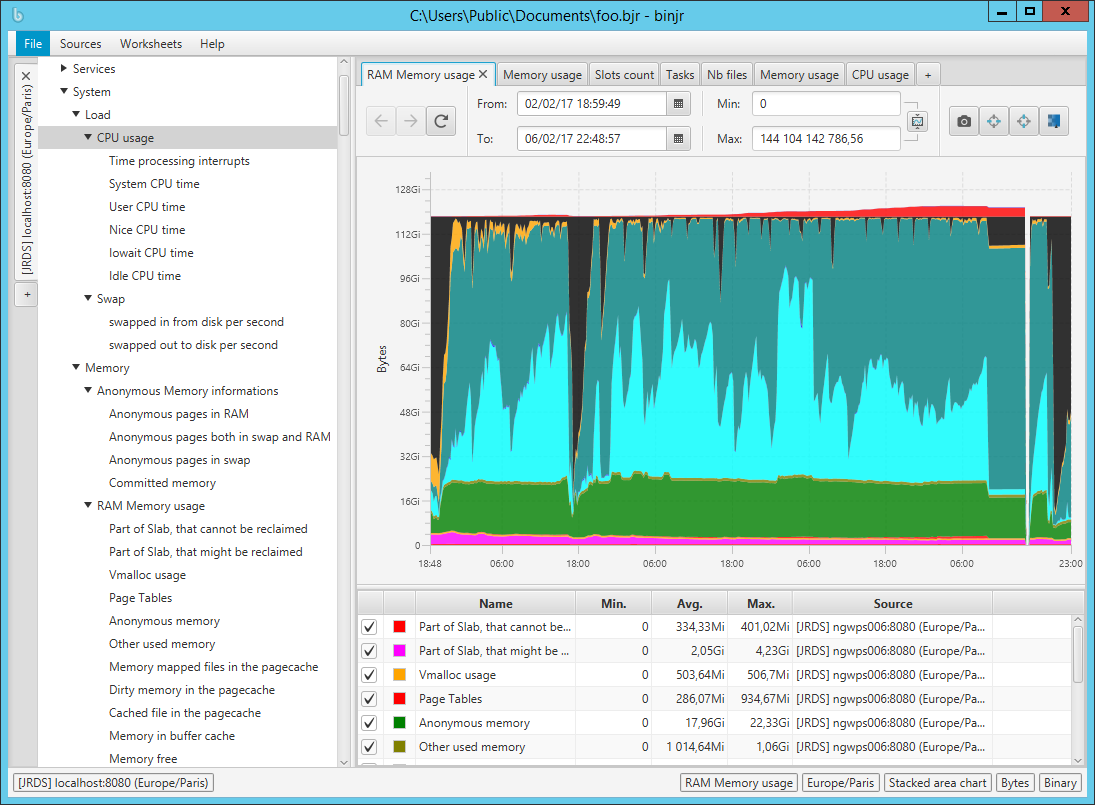 C:\Users\Public\Documents\foo.bjr - binjr
File Sources Worksheets Help
[JRDS] localhost:8080 (Europe/Paris)
+
Services
System
Load
CPU usage
Time processing interrupts
System CPU time
User CPU time
Nice CPU time
Iowait CPU time
Idle CPU time
Swap
swapped in from disk per second
swapped out to disk per second
Memory
Anonymous Memory informations
Anonymous pages in RAM
Anonymous pages both in swap and RAM
Anonymous pages in swap
Committed memory
RAM Memory usage
Part of Slab, that cannot be reclaimed
Part of Slab, that might be reclaimed
Vmalloc usage
Page Tables
Anonymous memory
Other used memory
Memory mapped files in the pagecache
Dirty memory in the pagecache
Cached file in the pagecache
Memory in buffer cache
Memory free
RAM Memory usage Memory usage Slots count Tasks Nb files Memory usage CPU usage +
From: 02/02/17 18:59:49 Min: 0
To: 06/02/17 22:48:57 Max: 144 104 142 786,56
Bytes
128Gi
112Gi
96Gi
80Gi
64Gi
48Gi
32Gi
16Gi
0
18:48 06:00 18:00 06:00 18:00 06:00 18:00 06:00 23:00
Name Min. Avg. Max. Source
Part of Slab, that cannot be... 0 334,33Mi 401,02Mi [JRDS] ngwps006:8080 (Europe/Pa...
Part of Slab, that might be ... 0 2,05Gi 4,23Gi [JRDS] ngwps006:8080 (Europe/Pa...
Vmalloc usage 0 503,64Mi 506,7Mi [JRDS] ngwps006:8080 (Europe/Pa...
Page Tables 0 286,07Mi 934,67Mi [JRDS] ngwps006:8080 (Europe/Pa...
Anonymous memory 0 17,96Gi 22,33Gi [JRDS] ngwps006:8080 (Europe/Pa...
Other used memory 0 1 014,64Mi 1,06Gi [JRDS] ngwps006:8080 (Europe/Pa...
[JRDS] localhost:8080 (Europe/Paris) RAM Memory usage Europe/Paris Stacked area chart Bytes Binary